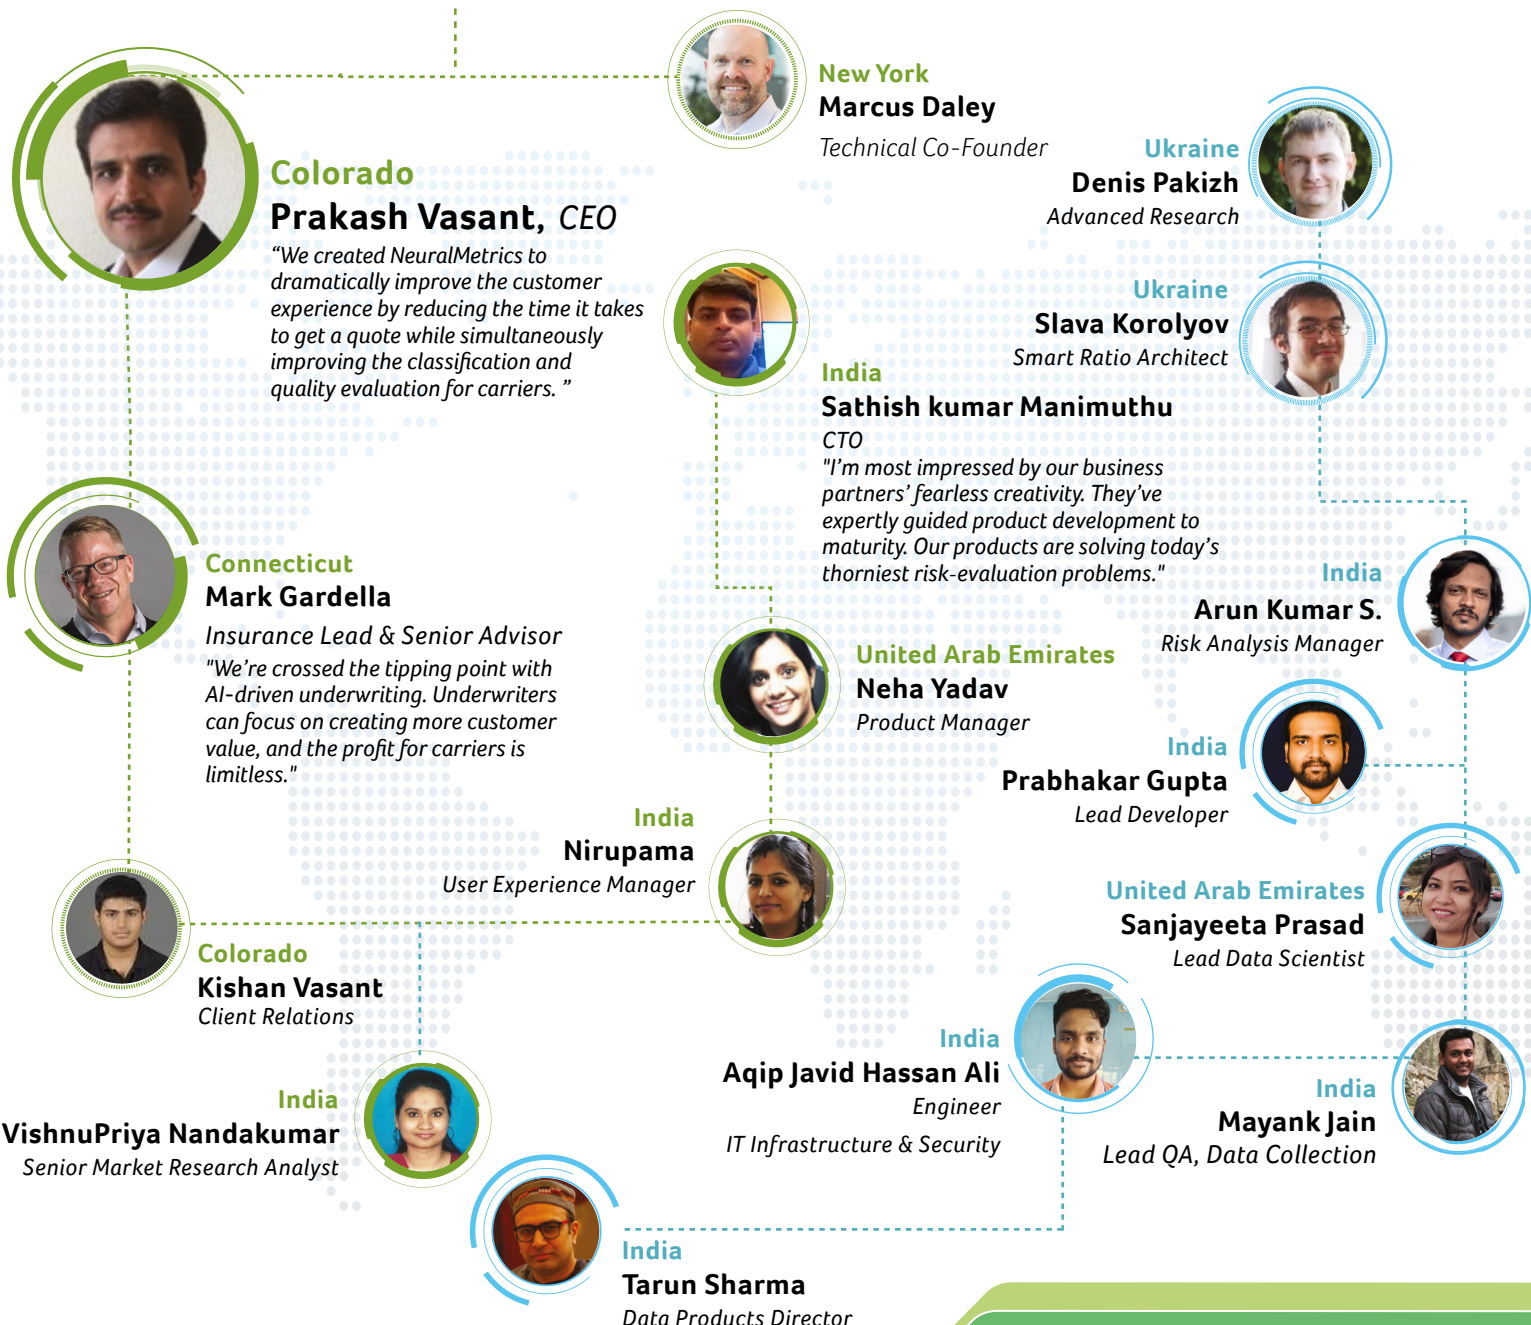 New York
Marcus Daley
Technical Co-Founder
Colorado
Prakash Vasant, CEO
“We created NeuralMetrics to
dramatically improve the customer
experience by reducing the time it takes
to get a quote while simultaneously
improving the classification and
quality evaluation for carriers. ”
Ukraine
Denis Pakizh
Advanced Research
Ukraine
Slava Korolyov
Smart Ratio Architect
India
Sathish kumar Manimuthu
CTO
"I’m most impressed by our business
partners’ fearless creativity. They’ve
expertly guided product development to
maturity. Our products are solving today’s
thorniest risk-evaluation problems."
Connecticut
Mark Gardella
Insurance Lead & Senior Advisor
"We’re crossed the tipping point with
AI-driven underwriting. Underwriters
can focus on creating more customer
value, and the profit for carriers is
limitless."
India
Arun Kumar S.
Risk Analysis Manager
United Arab Emirates
Neha Yadav
Product Manager
India
Prabhakar Gupta
Lead Developer
India
Nirupama
User Experience Manager
United Arab Emirates
Sanjayeeta Prasad
Lead Data Scientist
Colorado
Kishan Vasant
Client Relations
India
Aqip Javid Hassan Ali
Engineer
IT Infrastructure & Security
India
Mayank Jain
Lead QA, Data Collection
India
VishnuPriya Nandakumar
Senior Market Research Analyst
India
Tarun Sharma
Data Products Director